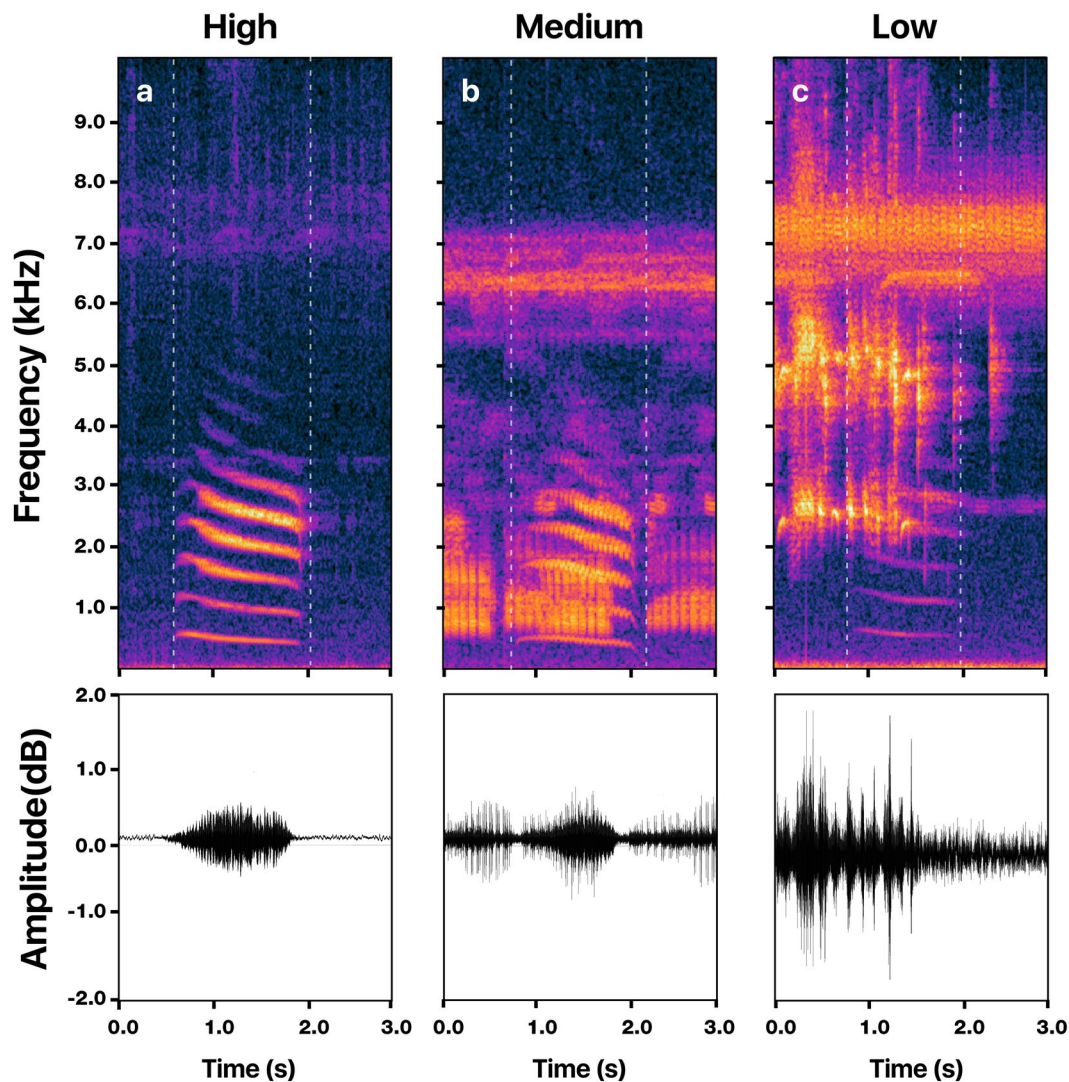 High Medium Low
a b c
Frequency (kHz)
9.0
8.0
7.0
6.0
5.0
4.0
3.0
2.0
1.0
Amplitude(dB)
2.0
1.0
0.0
-1.0
-2.0
0.0 1.0 2.0 3.0 0.0 1.0 2.0 3.0 0.0 1.0 2.0 3.0
Time (s) Time (s) Time (s)